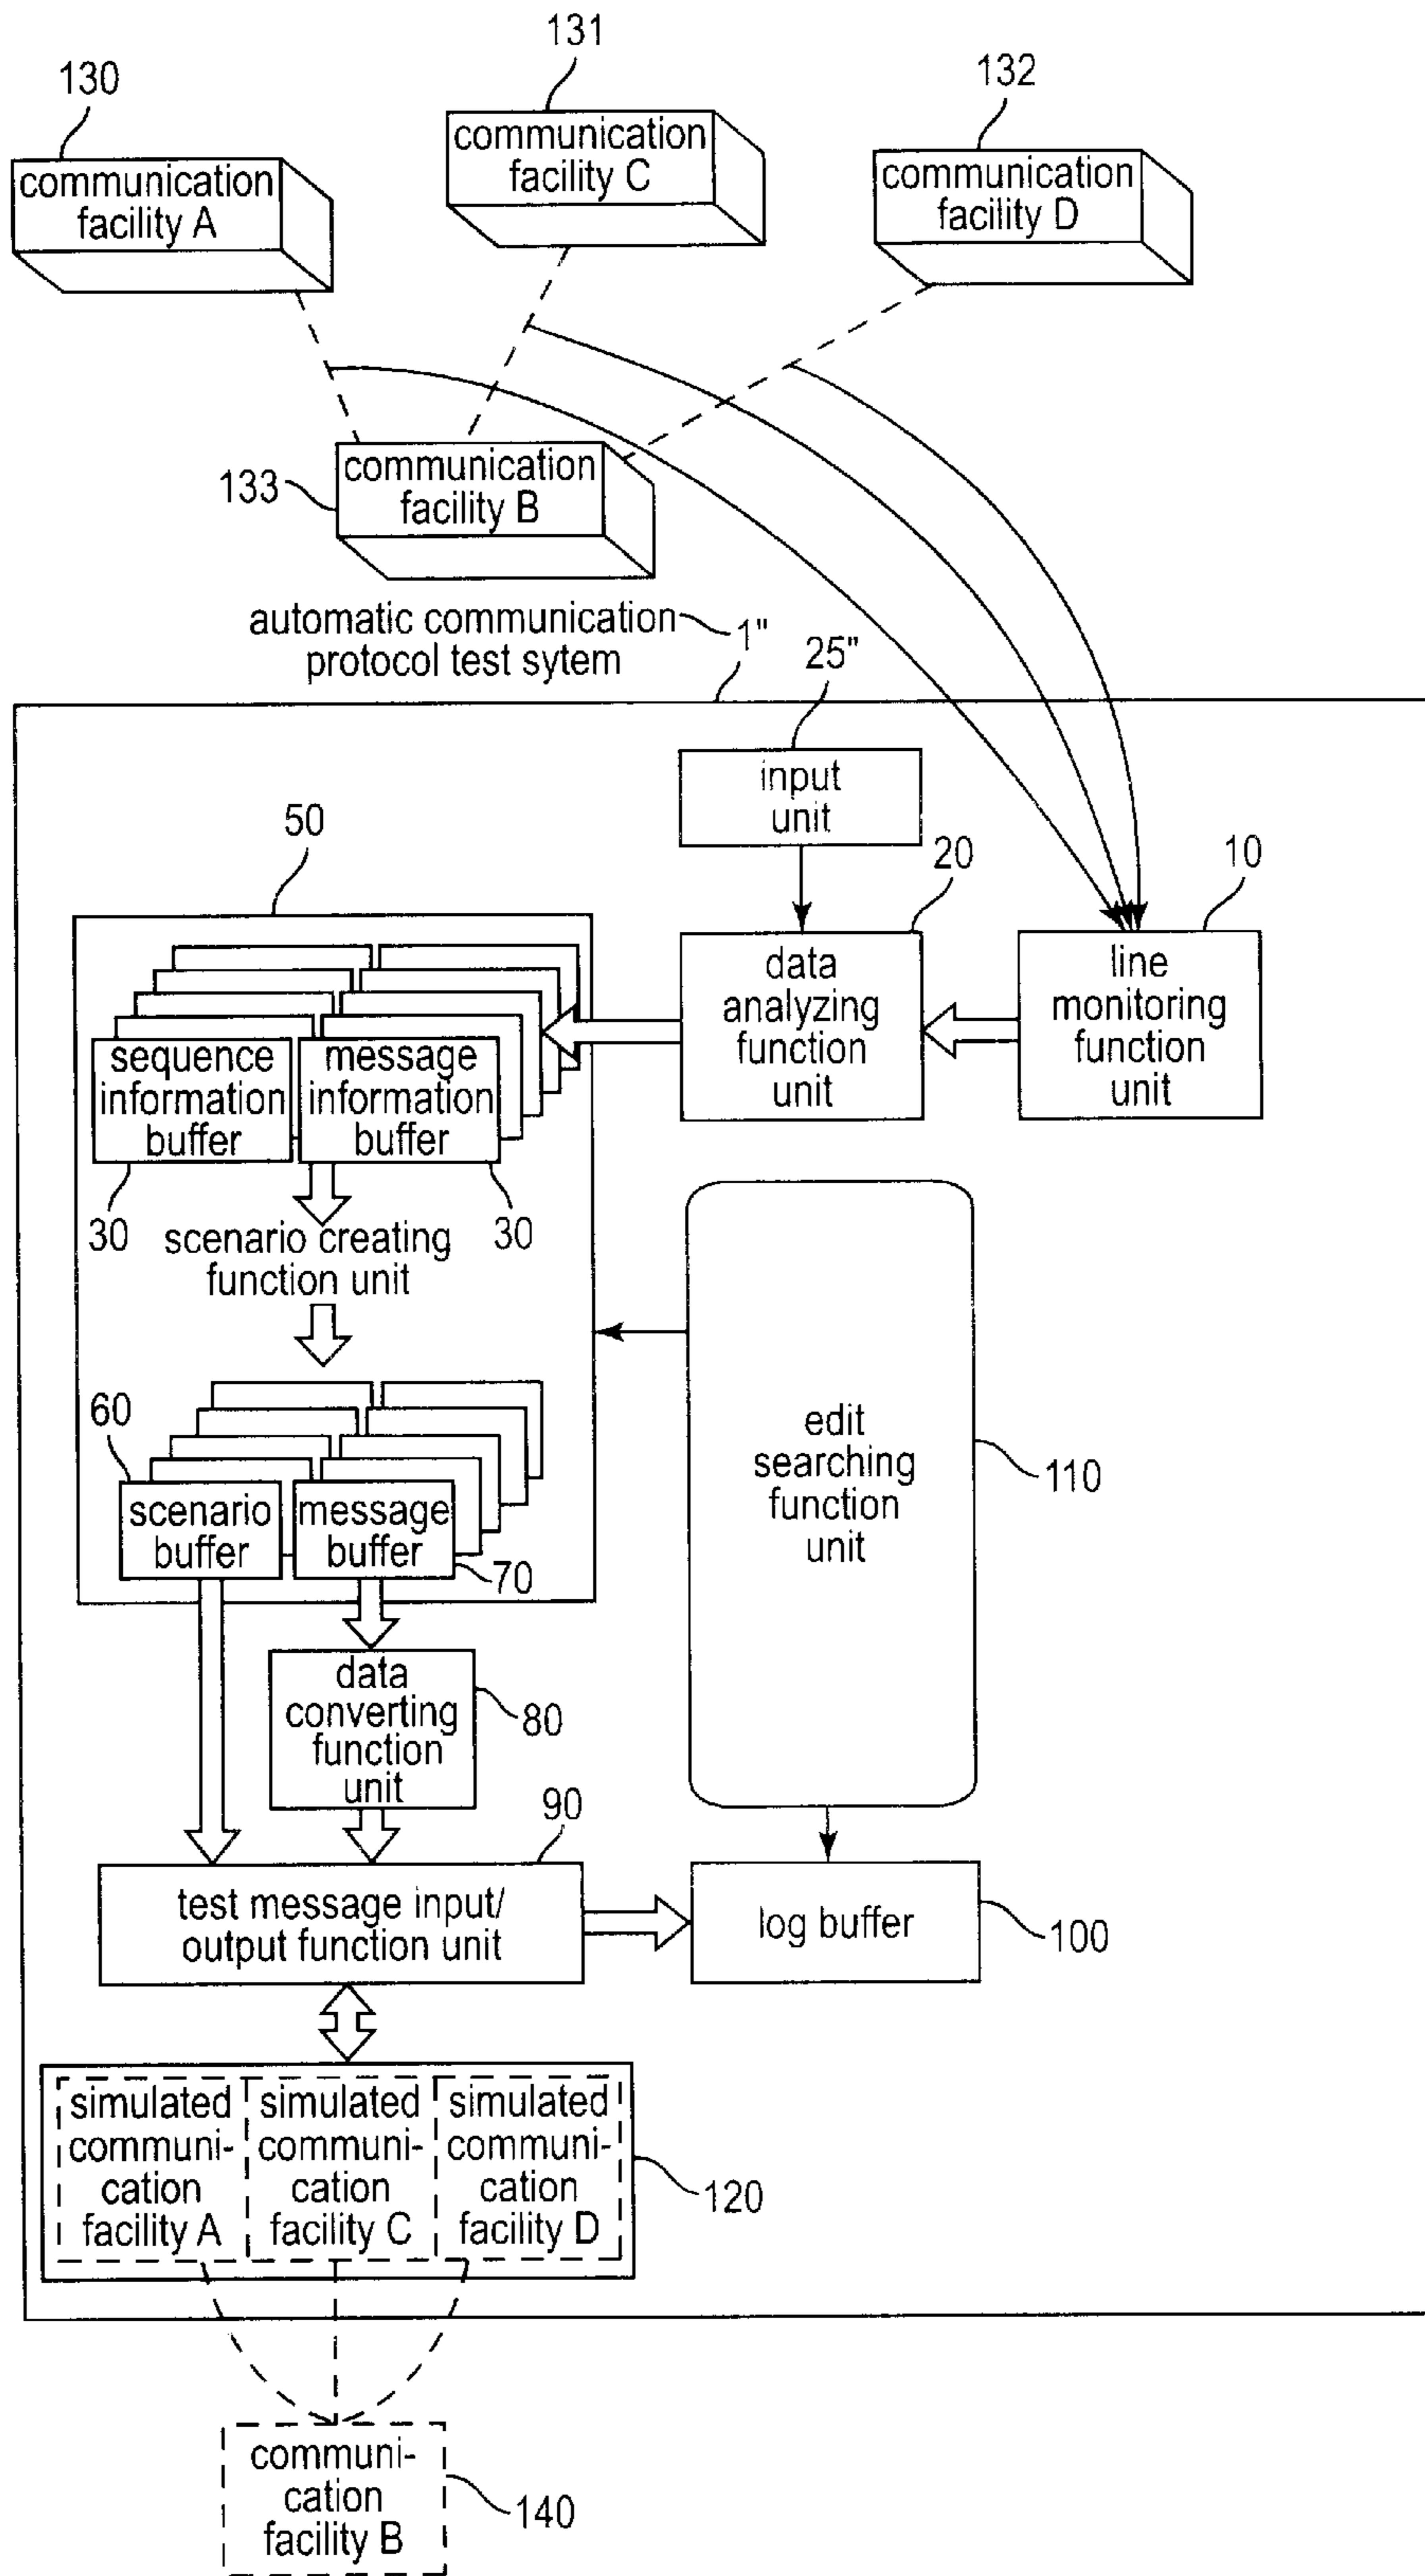 131
130
132
communication
facility C
communication
facility A
communication
facility D
133
communication
facility B
automatic communication
protocol test sytem
1"
25"
input
unit
50
20
10
data
analyzing
function
unit
line
monitoring
function
unit
sequence
information
buffer
message
information
buffer
30
30
scenario creating
function unit
60
scenario
buffer
message
buffer
70
edit
searching
function
unit
110
data
converting
function
unit
80
90
test message input/
output function unit
log buffer
100
simulated
communi-
cation
facility A
simulated
communi-
cation
facility C
simulated
communi-
cation
facility D
120
communi-
cation
facility B
140